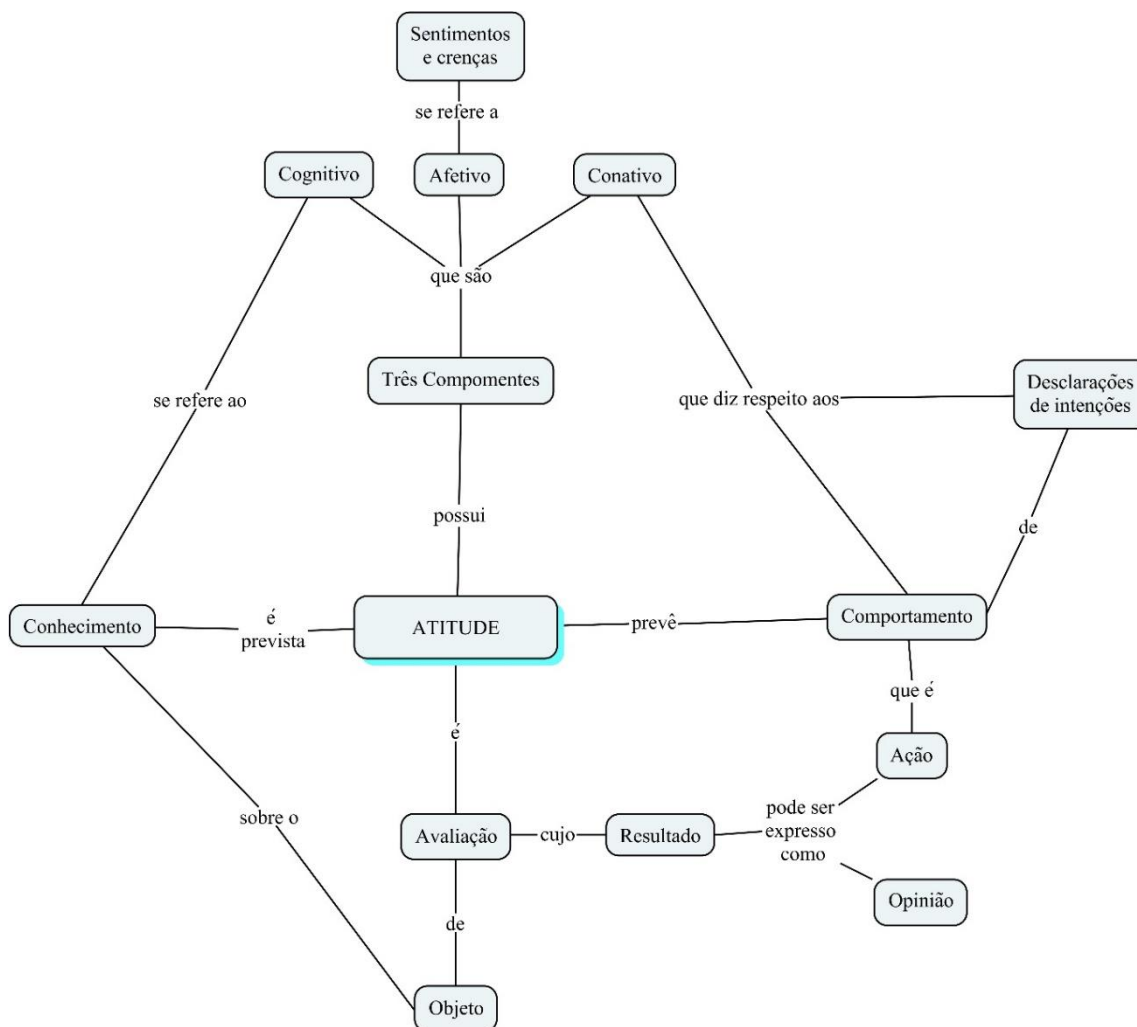 Sentimentos
e crenças
se refere a
Cognitivo
Afetivo
Conativo
que são
Três Compomentes
se refere ao
que diz respeito aos
Desclarações
de intenções
possui
de
Conhecimento
é
prevista
ATITUDE
prevê
Comportamento
que é
é
Ação
sobre o
Avaliação
cujo
Resultado
pode ser
expresso
como
Opinião
de
Objeto